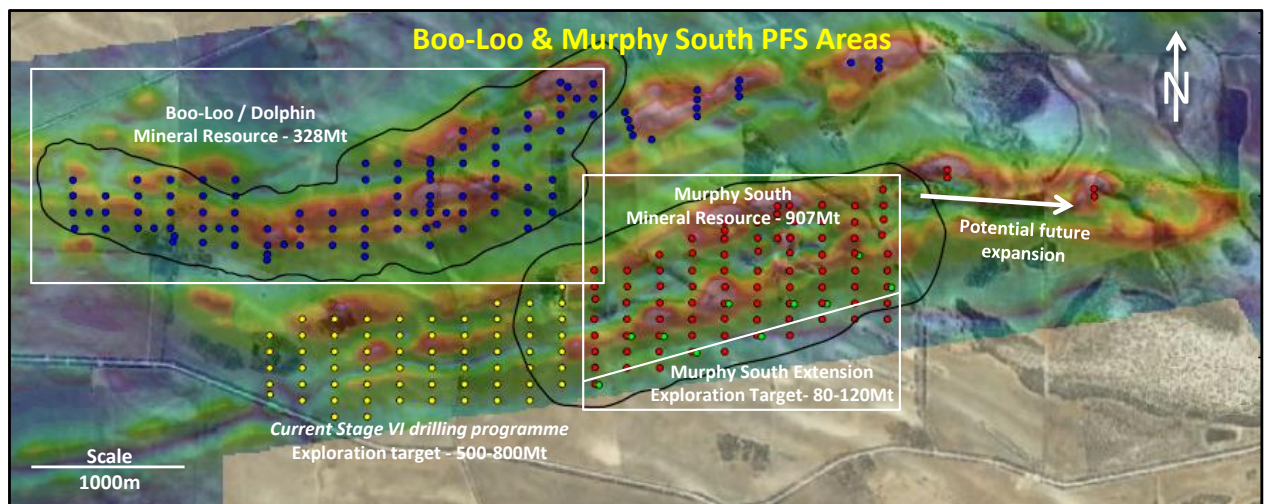 Boo-Loo & Murphy South PFS Areas
N
Boo-Loo / Dolphin
Mineral Resource - 328Mt
Murphy South
Mineral Resource - 907Mt
Potential future
expansion
Murphy South Extension
Exploration Target- 80-120Mt
Current Stage VI drilling programme
Exploration target - 500-800Mt
Scale
1000m